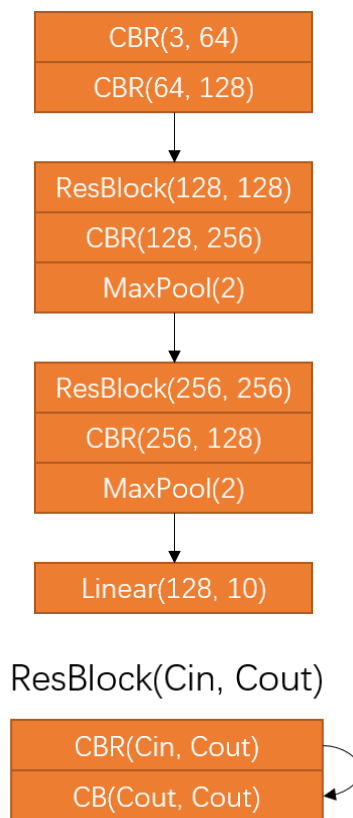 CBR(3, 64)
CBR(64, 128)
ResBlock(128, 128)
CBR(128, 256)
MaxPool(2)
ResBlock(256, 256)
CBR(256, 128)
MaxPool(2)
Linear(128, 10)
ResBlock(Cin, Cout)
CBR(Cin, Cout)
CB(Cout, Cout)